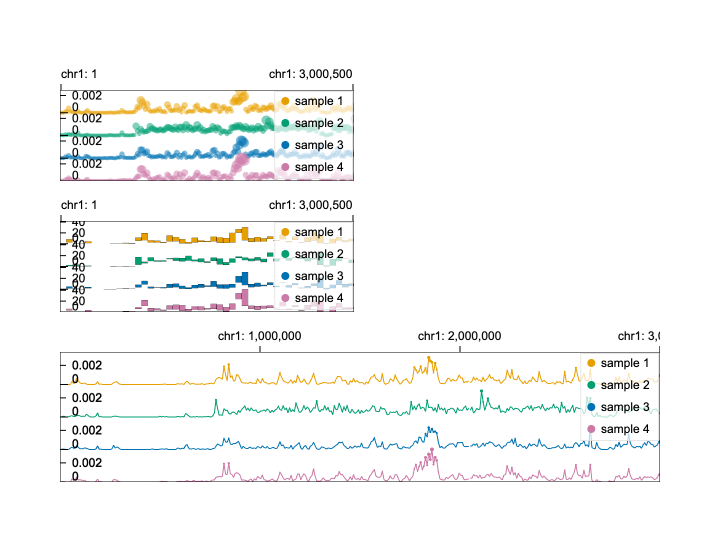 chr1: 1 chr1: 3,000,500
0.002
0 sample 1
0.002
0 sample 2
0.002
0 sample 3
0.002
0 sample 4
chr1: 1 chr1: 3,000,500
40
20 sample 1
0
40
20 sample 2
0
40
20 sample 3
0
40
20 sample 4
0
chr1: 1,000,000 chr1: 2,000,000 chr1: 3,0
0.002 sample 1
0
0.002 sample 2
0
0.002 sample 3
0
0.002 sample 4
0